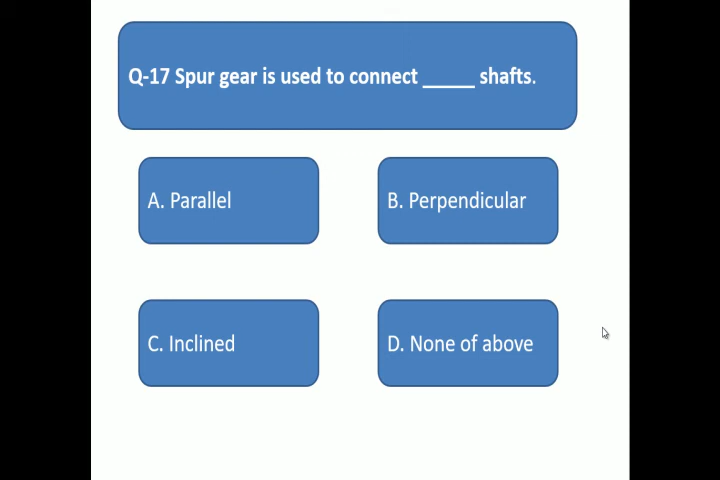 Q-17 Spur gear is used to connect _____ shafts.
A. Parallel
B. Perpendicular
C. Inclined
D. None of above